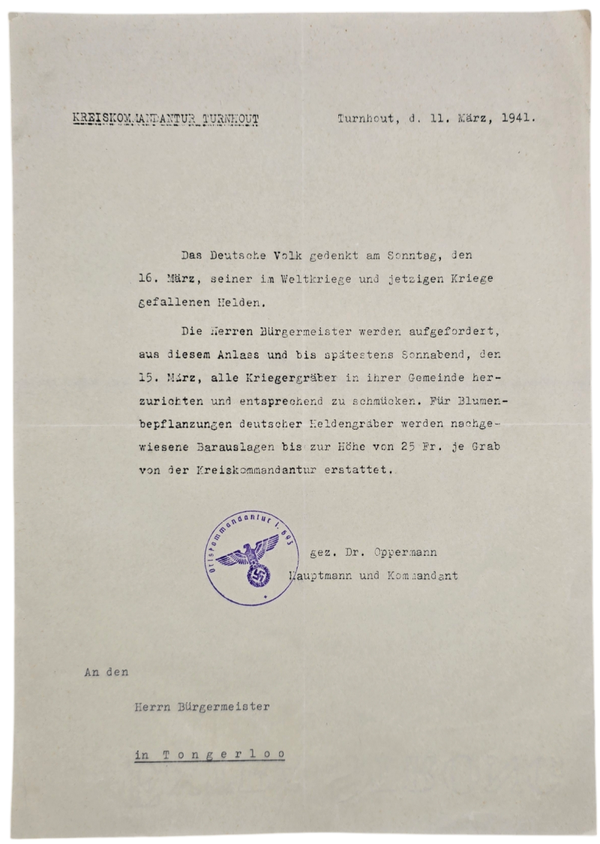 KREISKOMMANDANTUR TURNHOUT
Turnhout, d. 11. März, 1941.
Das Deutsche Volk gedenkt am Sonntag, den
16. März, seiner im Weltkriege und jetzigen Kriege
gefallenen Helden.
Die Herren Bürgermeister werden aufgefordert,
aus diesem Anlass und bis spätestens Sonnabend, den
15. März, alle Kriegergräber in ihrer Gemeinde her-
zurichten und entsprechend zu schmücken. Für Blumen-
bepflanzungen deutscher Heldengräber werden nachge-
wiesene Barauslagen bis zur Höhe von 25 Fr. je Grab
von der Kreiskommandantur erstattet.
Ortskommandantur I. 693
gez. Dr. Oppermann
Hauptmann und Kommandant
An den
Herrn Bürgermeister
in Tongerloo